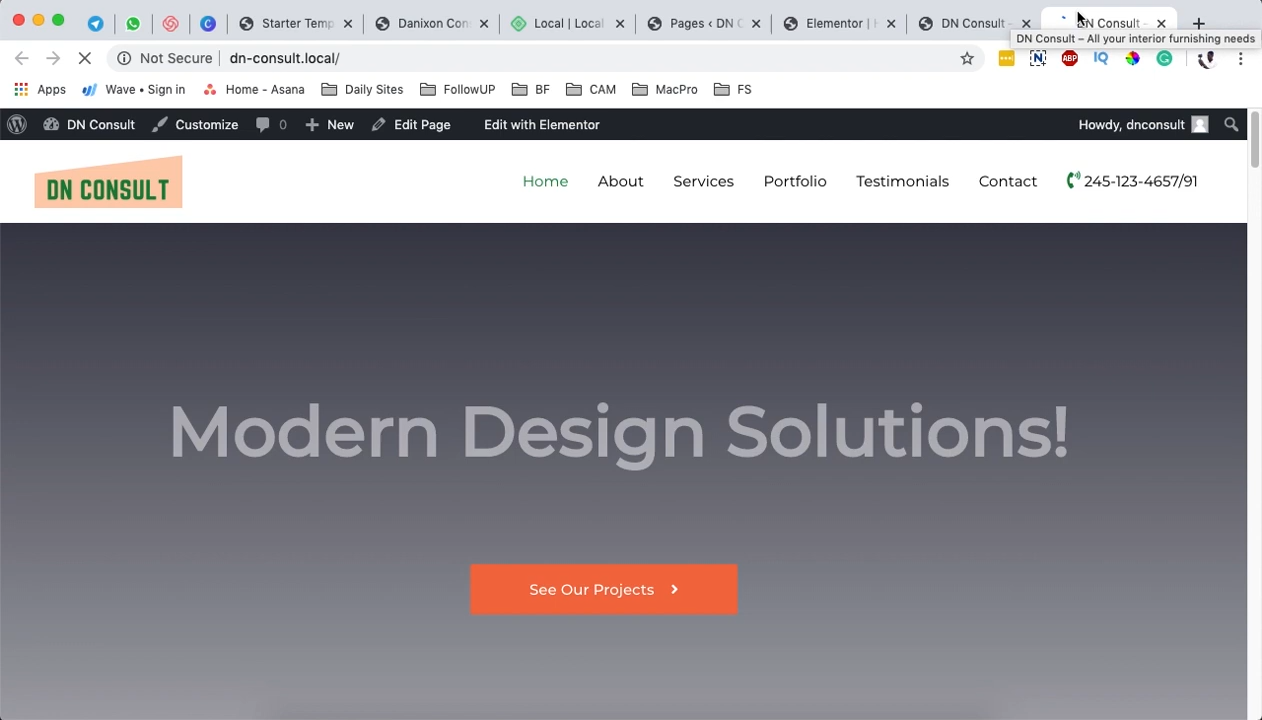 Starter Temp
Danixon Con
Local | Local
Pages ‹ DN C
Elementor | H
DN Consult -
DN Consult -
DN Consult – All your interior furnishing needs
Not Secure
dn-consult.local/
N
ABP
IQ
G
Apps
Wave • Sign in
Home - Asana
Daily Sites
FollowUP
BF
CAM
MacPro
FS
DN Consult
Customize
0
New
Edit Page
Edit with Elementor
Howdy, dnconsult
DN CONSULT
Home
About
Services
Portfolio
Testimonials
Contact
245-123-4657/91
Modern Design Solutions!
See Our Projects